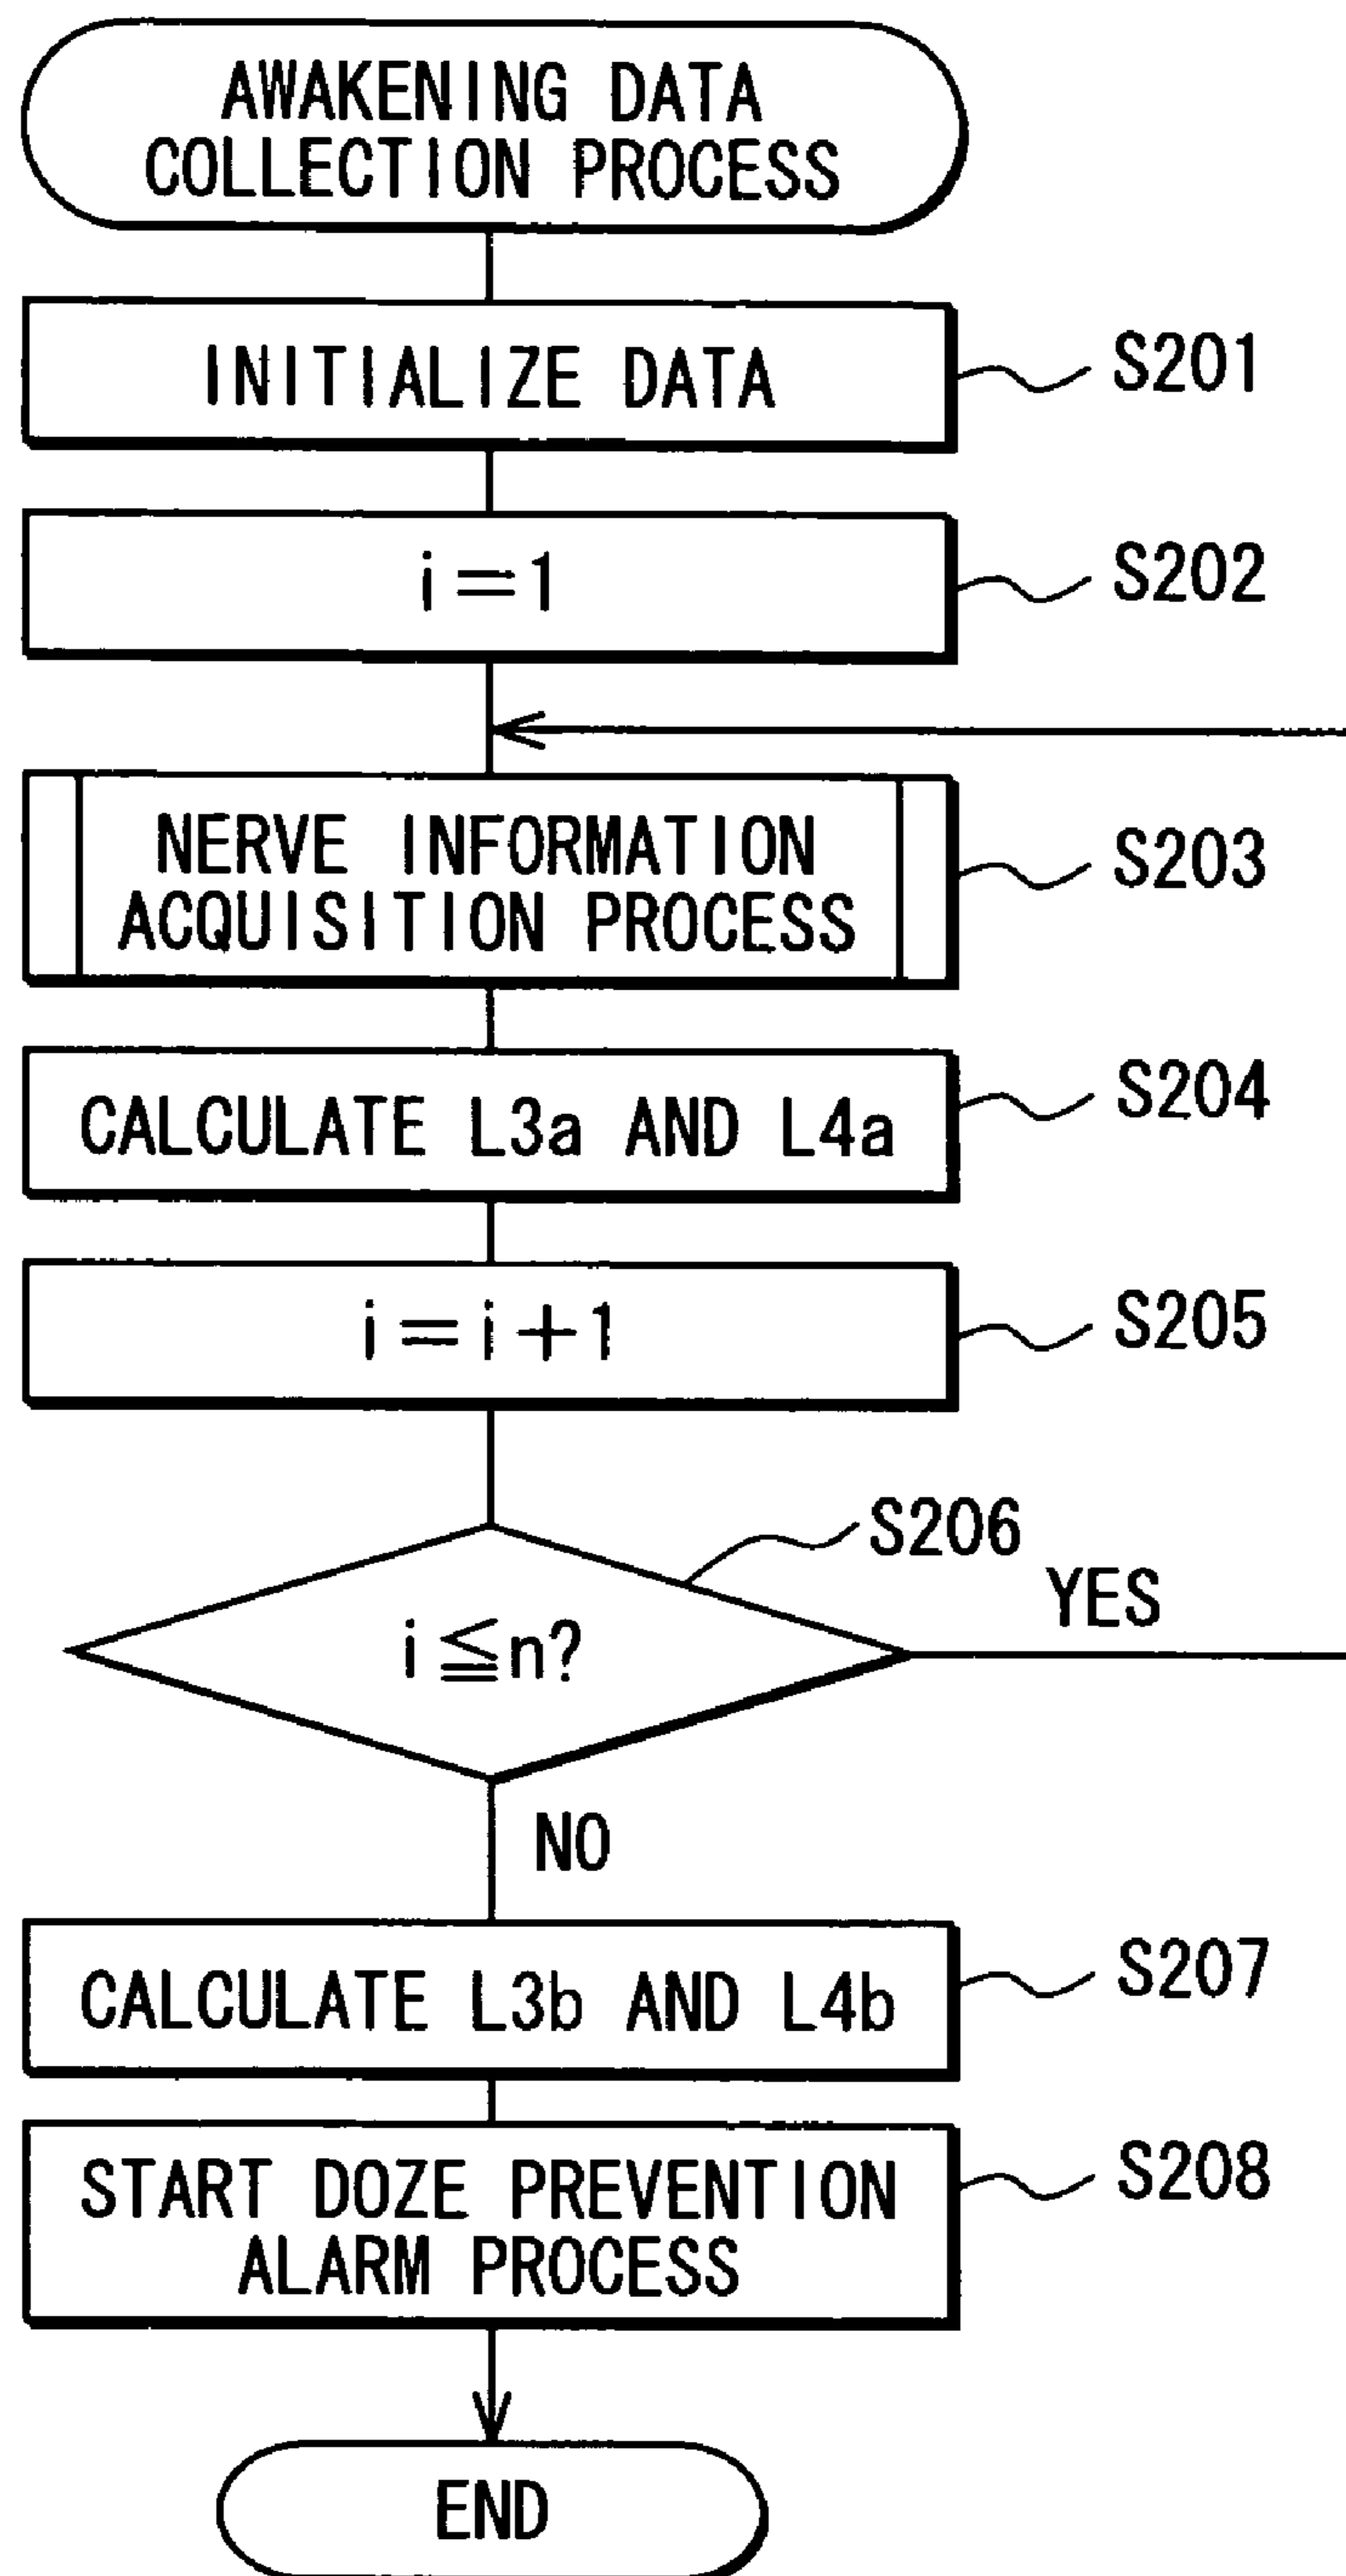 AWAKENING DATA
COLLECTION PROCESS
INITIALIZE DATA
S201
i=1
S202
NERVE INFORMATION
ACQUISITION PROCESS
S203
CALCULATE L3a AND L4a
S204
i=i+1
S205
S206
i≦n?
YES
NO
CALCULATE L3b AND L4b
S207
START DOZE PREVENTION
ALARM PROCESS
S208
END